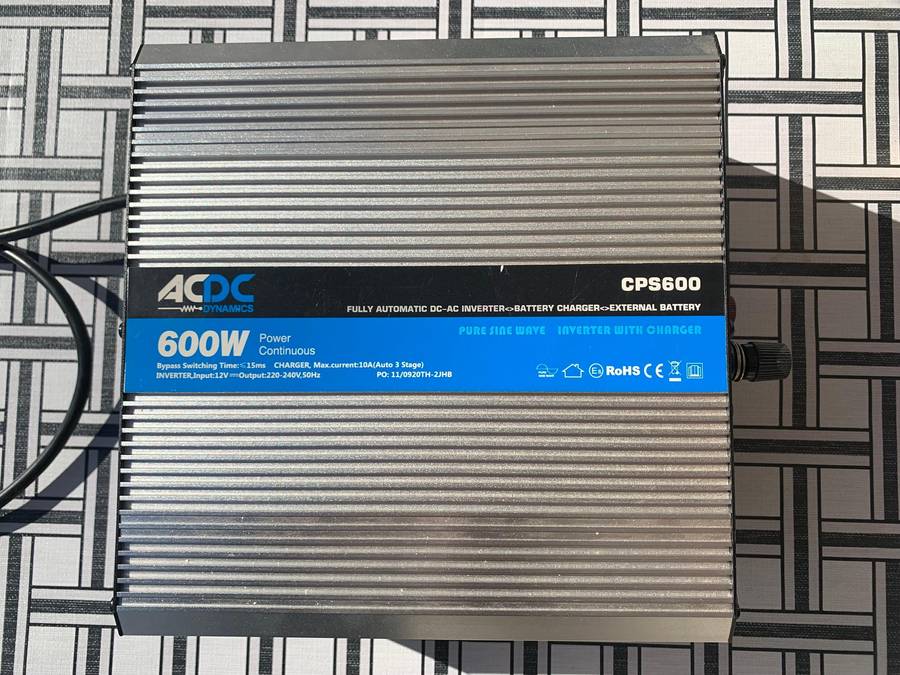 ACDC
DYNAMICS
CPS600
FULLY AUTOMATIC DC-AC INVERTER<>BATTERY CHARGER<>EXTERNAL BATTERY
PURE SINE WAVE INVERTER WITH CHARGER
600W Power
Continuous
Bypass Switching Time:≤15ms CHARGER, Max.current:10A(Auto 3 Stage)
INVERTER,Input:12V⎓Output:220-240V,50Hz PO: 11/0920TH-2JHB
RoHS CE